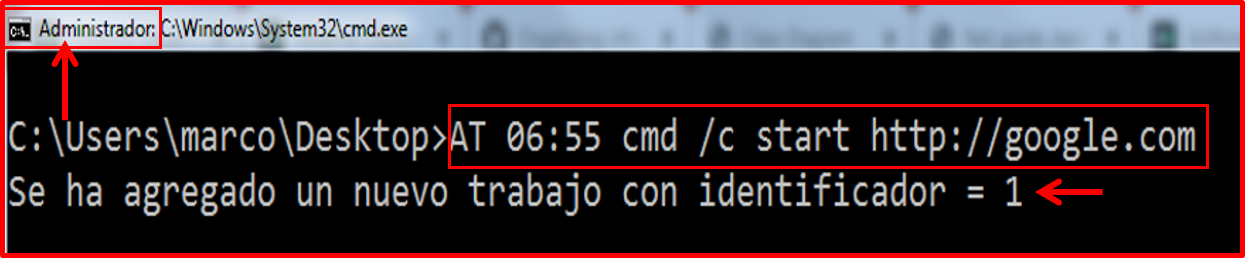 Administrador: C:\Windows\System32\cmd.exe
C:\Users\marco\Desktop>AT 06:55 cmd /c start http://google.com
Se ha agregado un nuevo trabajo con identificador = 1